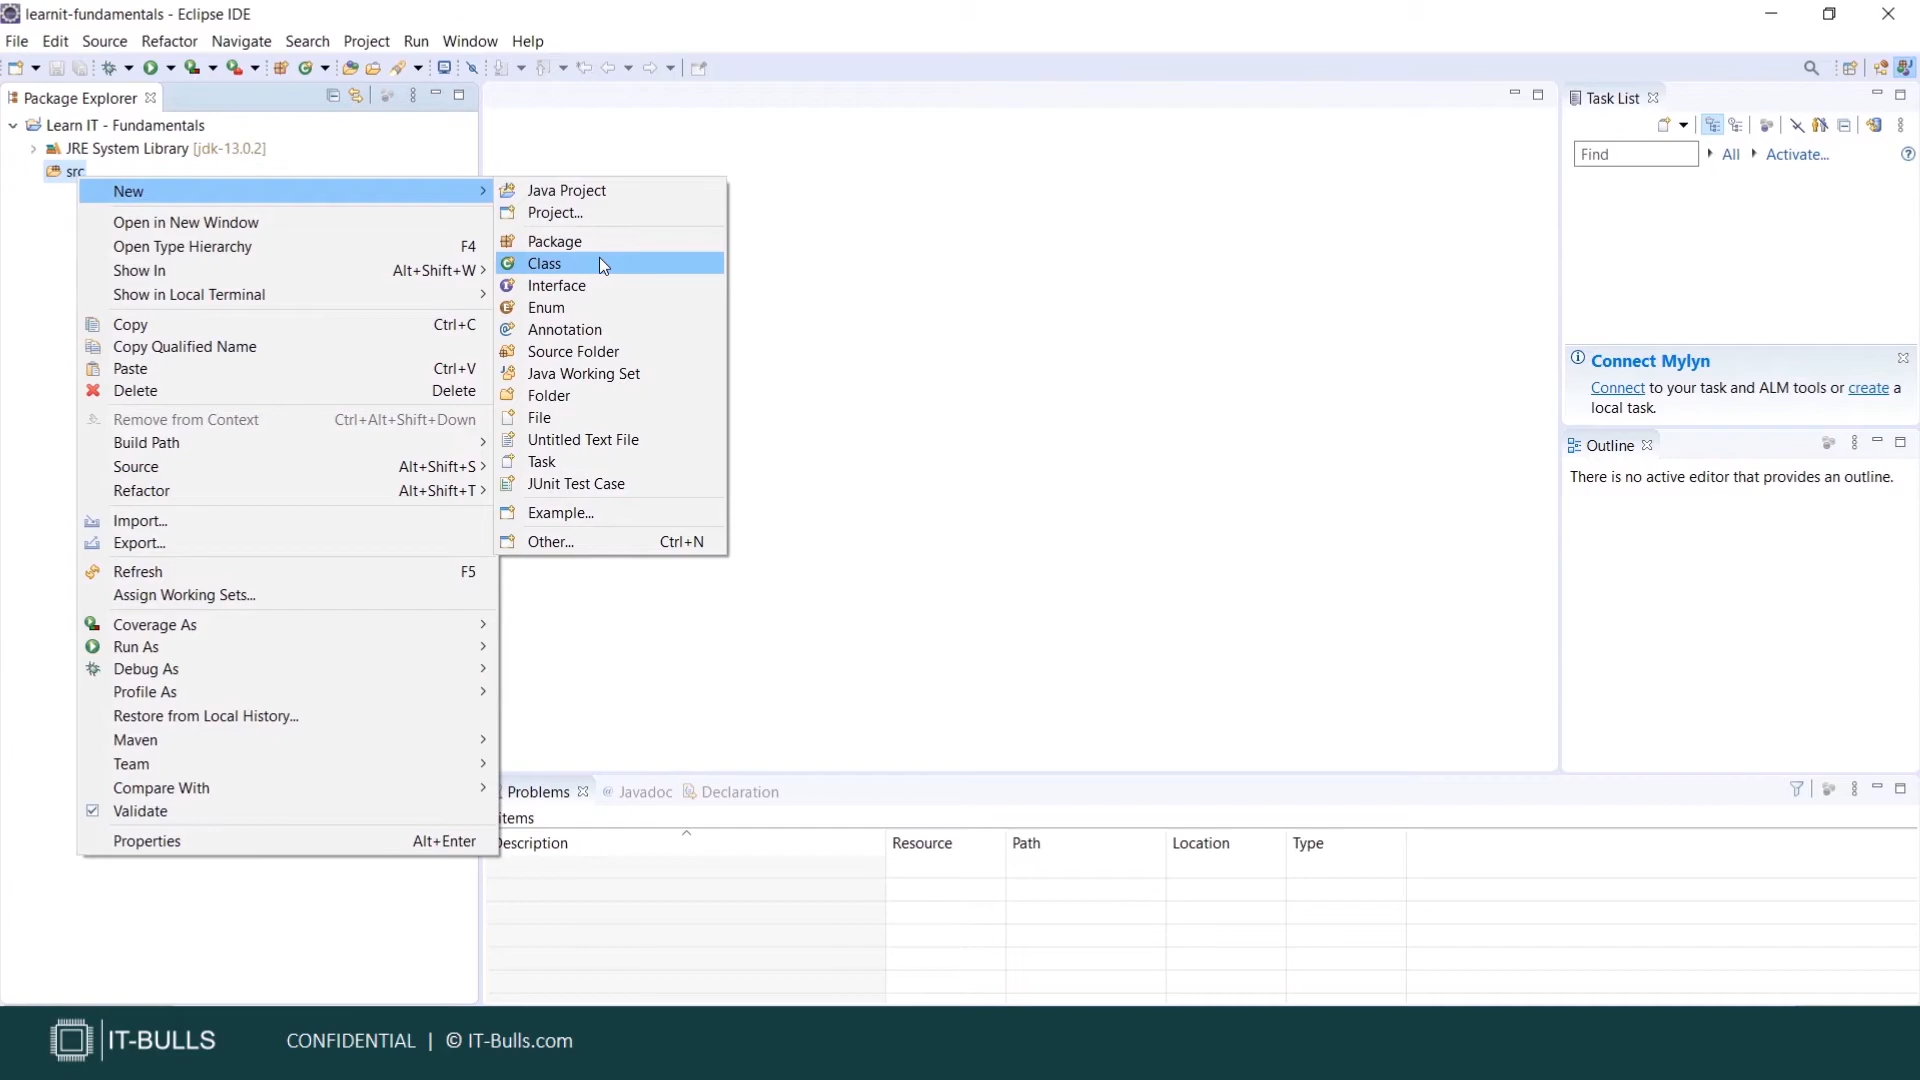 learnit-fundamentals - Eclipse IDE
File Edit Source Refactor Navigate Search Project Run Window Help
Package Explorer
Learn IT - Fundamentals
JRE System Library [jdk-13.0.2]
src
New
Open in New Window
Open Type Hierarchy F4
Show In Alt+Shift+W
Show in Local Terminal
Copy Ctrl+C
Copy Qualified Name
Paste Ctrl+V
Delete Delete
Remove from Context Ctrl+Alt+Shift+Down
Build Path
Source Alt+Shift+S
Refactor Alt+Shift+T
Import...
Export...
Refresh F5
Assign Working Sets...
Coverage As
Run As
Debug As
Profile As
Restore from Local History...
Maven
Team
Compare With
Validate
Properties Alt+Enter
Java Project
Project...
Package
Class
Interface
Enum
Annotation
Source Folder
Java Working Set
Folder
File
Untitled Text File
Task
JUnit Test Case
Example...
Other... Ctrl+N
Task List
Find All Activate...
Connect Mylyn
Connect to your task and ALM tools or create a
local task.
Outline
There is no active editor that provides an outline.
Problems Javadoc Declaration
items
Description Resource Path Location Type
IT-BULLS CONFIDENTIAL | © IT-Bulls.com